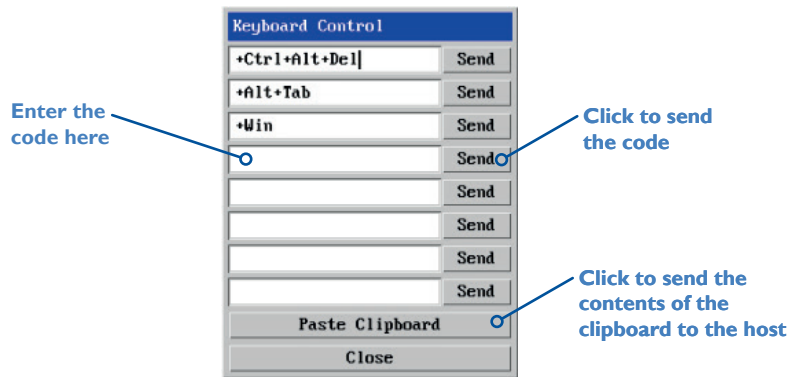 Keyboard Control
+Ctrl+Alt+Del Send
+Alt+Tab Send
+Win Send
Send
Send
Send
Send
Send
Paste Clipboard
Close
Enter the
code here
Click to send
the code
Click to send the
contents of the
clipboard to the host